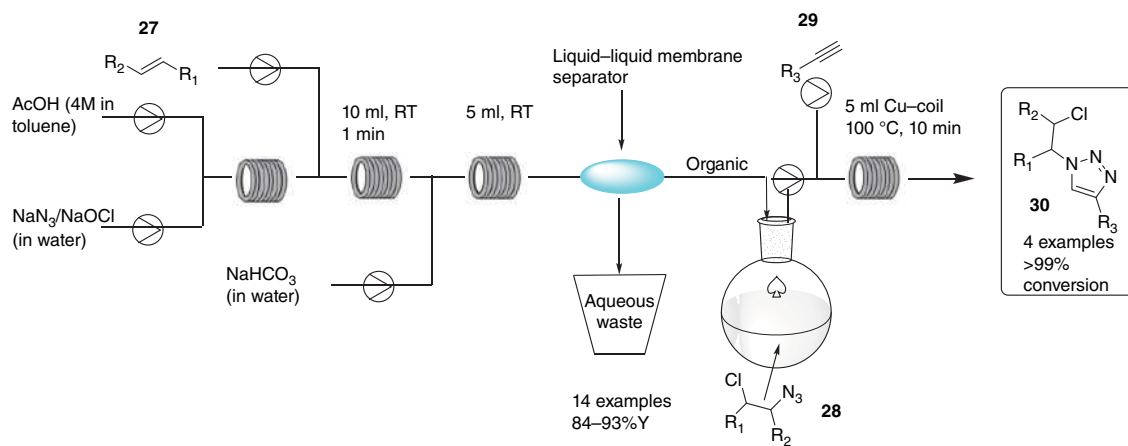 27
R2
R1
AcOH (4M in
toluene)
NaN3/NaOCl
(in water)
10 ml, RT
1 min
NaHCO3
(in water)
5 ml, RT
Liquid–liquid membrane
separator
Organic
Aqueous
waste
14 examples
84–93%Y
29
R3
5 ml Cu–coil
100 °C, 10 min
Cl
N3
R1
R2
28
R2
Cl
R1
N
N
N
30
R3
4 examples
>99%
conversion